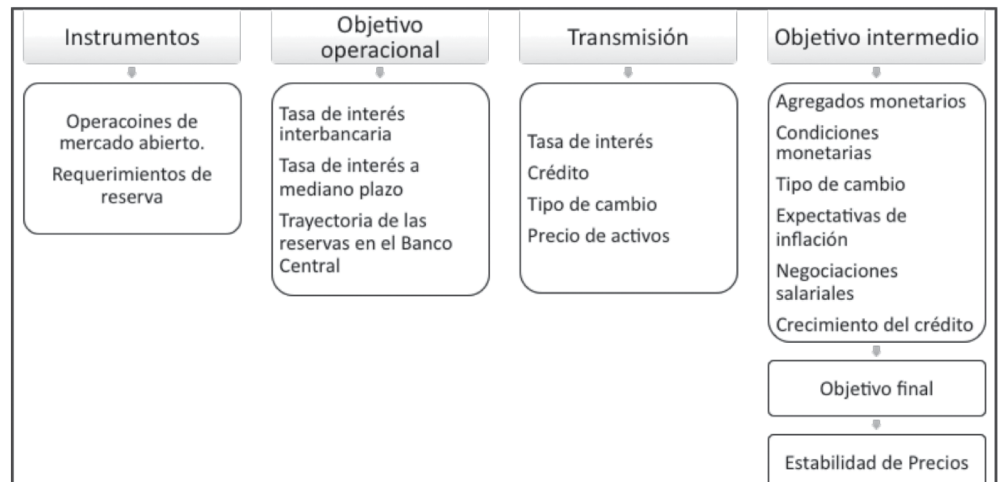 Instrumentos
Operacoines de
mercado abierto.
Requerimientos de
reserva
Objetivo
operacional
Tasa de interés
interbancaria
Tasa de interés a
mediano plazo
Trayectoria de las
reservas en el Banco
Central
Transmisión
Tasa de interés
Crédito
Tipo de cambio
Precio de activos
Objetivo intermedio
Agregados monetarios
Condiciones
monetarias
Tipo de cambio
Expectativas de
inflación
Negociaciones
salariales
Crecimiento del crédito
Objetivo final
Estabilidad de Precios